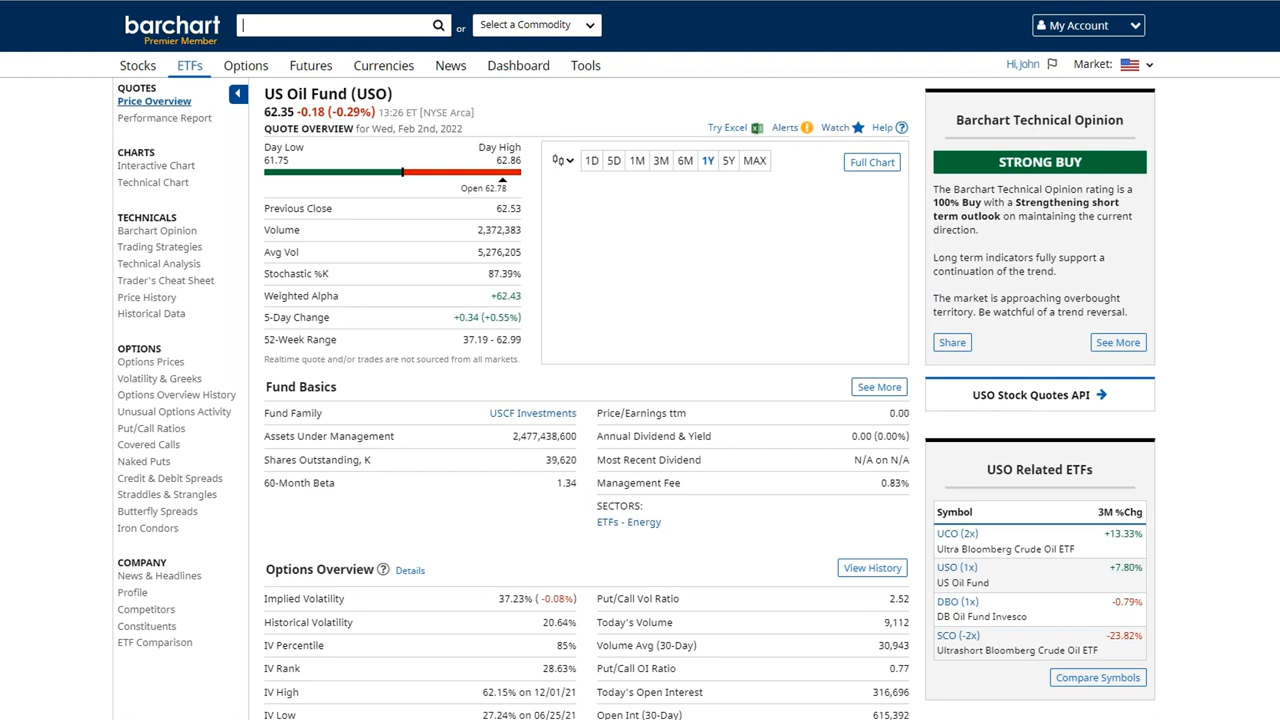 barchart
Premier Member
or
Select a Commodity
My Account
Stocks
ETFs
Options
Futures
Currencies
News
Dashboard
Tools
Hi, John
Market:
QUOTES
Price Overview
Performance Report
CHARTS
Interactive Chart
Technical Chart
TECHNICALS
Barchart Opinion
Trading Strategies
Technical Analysis
Trader's Cheat Sheet
Price History
Historical Data
OPTIONS
Options Prices
Volatility & Greeks
Options Overview History
Unusual Options Activity
Put/Call Ratios
Covered Calls
Naked Puts
Credit & Debit Spreads
Straddles & Strangles
Butterfly Spreads
Iron Condors
COMPANY
News & Headlines
Profile
Competitors
Constituents
ETF Comparison
US Oil Fund (USO)
62.35 -0.18 (-0.29%) 13:26 ET [NYSE Arca]
QUOTE OVERVIEW for Wed, Feb 2nd, 2022
Try Excel
Alerts
Watch
Help
Day Low Day High
61.75 62.86
Open 62.78
Previous Close 62.53
Volume 2,372,383
Avg Vol 5,276,205
Stochastic %K 87.39%
Weighted Alpha +62.43
5-Day Change +0.34 (+0.55%)
52-Week Range 37.19 - 62.99
Realtime quote and/or trades are not sourced from all markets.
1D 5D 1M 3M 6M 1Y 5Y MAX
Full Chart
Fund Basics
See More
Fund Family USCF Investments
Assets Under Management 2,477,438,600
Shares Outstanding, K 39,620
60-Month Beta 1.34
Price/Earnings ttm 0.00
Annual Dividend & Yield 0.00 (0.00%)
Most Recent Dividend N/A on N/A
Management Fee 0.83%
SECTORS:
ETFs - Energy
Options Overview ? Details
View History
Implied Volatility 37.23% ( -0.08%)
Historical Volatility 20.64%
IV Percentile 85%
IV Rank 28.63%
IV High 62.15% on 12/01/21
IV Low 27.24% on 06/25/21
Put/Call Vol Ratio 2.52
Today's Volume 9,112
Volume Avg (30-Day) 30,943
Put/Call OI Ratio 0.77
Today's Open Interest 316,696
Open Int (30-Day) 615,392
Barchart Technical Opinion
STRONG BUY
The Barchart Technical Opinion rating is a
100% Buy with a Strengthening short
term outlook on maintaining the current
direction.
Long term indicators fully support a
continuation of the trend.
The market is approaching overbought
territory. Be watchful of a trend reversal.
Share
See More
USO Stock Quotes API
USO Related ETFs
Symbol 3M %Chg
UCO (2x) +13.33%
Ultra Bloomberg Crude Oil ETF
USO (1x) +7.80%
US Oil Fund
DBO (1x) -0.79%
DB Oil Fund Invesco
SCO (-2x) -23.82%
Ultrashort Bloomberg Crude Oil ETF
Compare Symbols